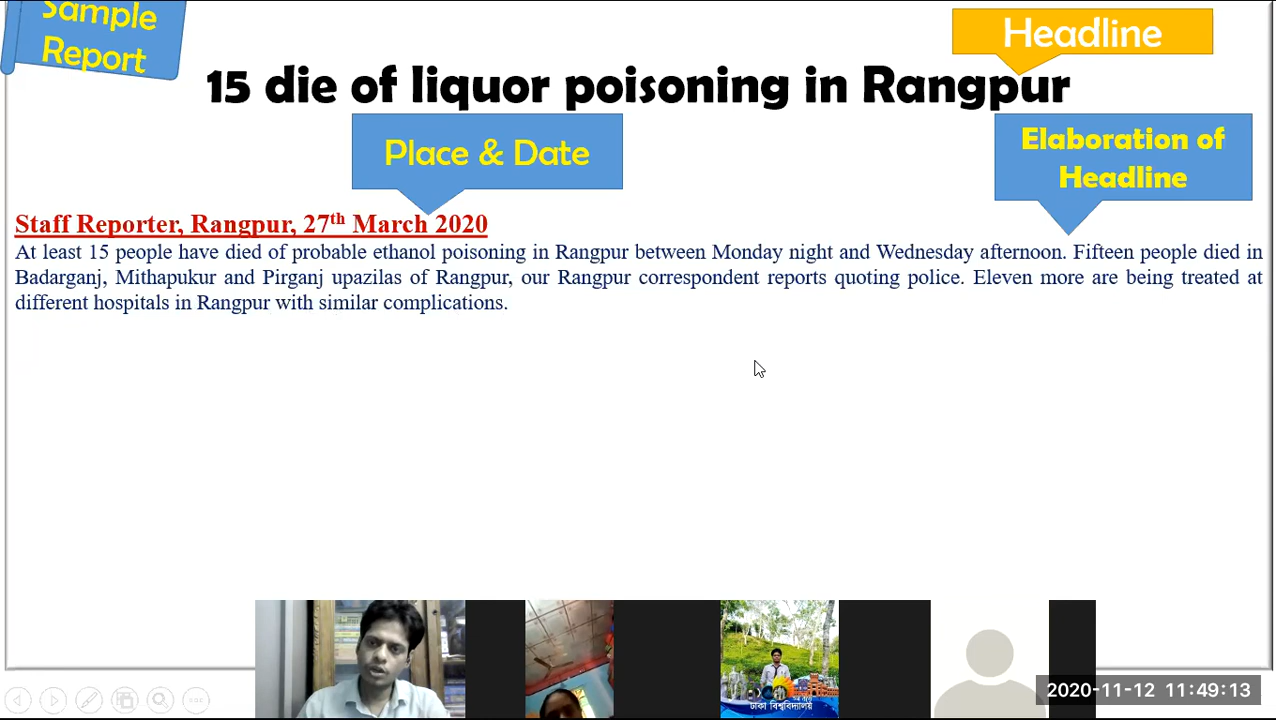 Sample
Report
Headline
15 die of liquor poisoning in Rangpur
Place & Date
Elaboration of
Headline
Staff Reporter, Rangpur, 27th March 2020
At least 15 people have died of probable ethanol poisoning in Rangpur between Monday night and Wednesday afternoon. Fifteen people died in
Badarganj, Mithapukur and Pirganj upazilas of Rangpur, our Rangpur correspondent reports quoting police. Eleven more are being treated at
different hospitals in Rangpur with similar complications.
ঢাকা বিশ্ববিদ্যালয়
2020-11-12 11:49:13